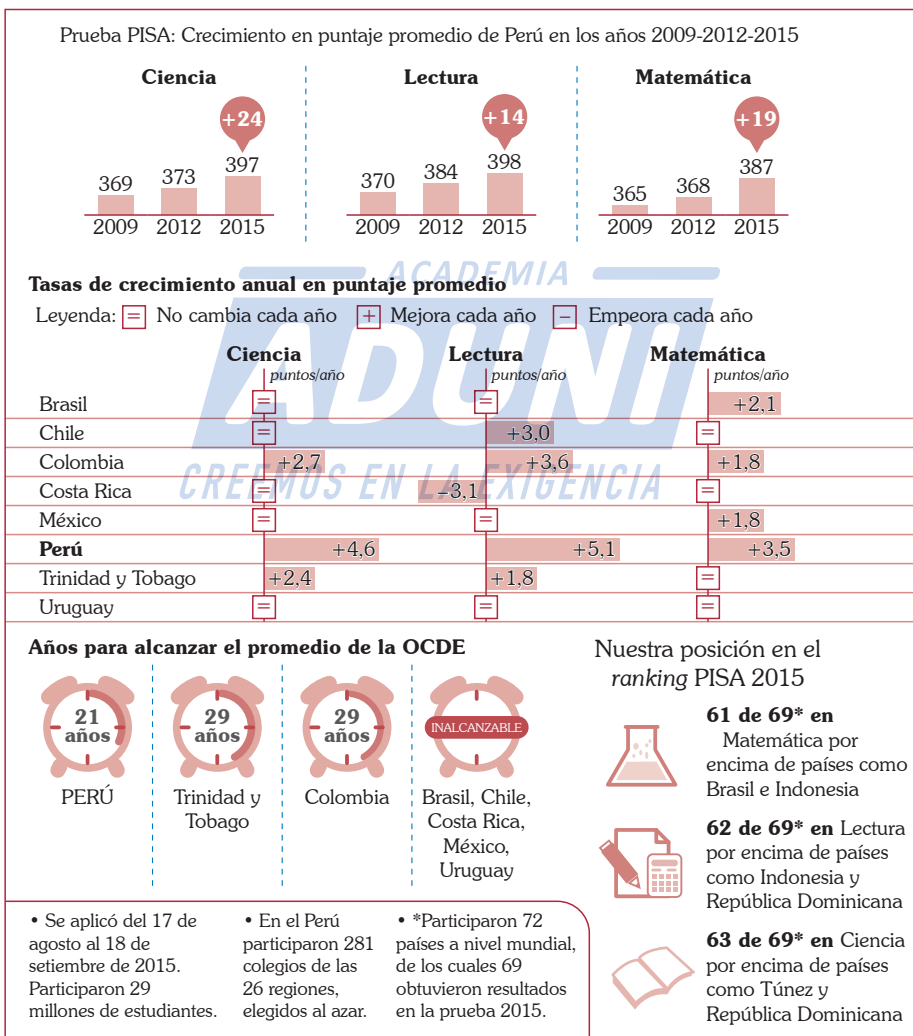 Prueba PISA: Crecimiento en puntaje promedio de Perú en los años 2009-2012-2015
Ciencia
+24
369 373 397
2009 2012 2015
Lectura
+14
370 384 398
2009 2012 2015
Matemática
+19
365 368 387
2009 2012 2015
ACADEMIA
ADUNI
CREEMOS EN LA EXIGENCIA
Tasas de crecimiento anual en puntaje promedio
Leyenda: = No cambia cada año + Mejora cada año – Empeora cada año
Ciencia Lectura Matemática
puntos/año puntos/año puntos/año
Brasil = = +2,1
Chile = +3,0 =
Colombia +2,7 +3,6 +1,8
Costa Rica = –3,1 =
México = = +1,8
Perú +4,6 +5,1 +3,5
Trinidad y Tobago +2,4 +1,8 =
Uruguay = = =
Años para alcanzar el promedio de la OCDE
21
años
PERÚ
29
años
Trinidad y
Tobago
29
años
Colombia
INALCANZABLE
Brasil, Chile,
Costa Rica,
México,
Uruguay
Nuestra posición en el
ranking PISA 2015
61 de 69* en
Matemática por
encima de países como
Brasil e Indonesia
62 de 69* en Lectura
por encima de países
como Indonesia y
República Dominicana
63 de 69* en Ciencia
por encima de países
como Túnez y
República Dominicana
• Se aplicó del 17 de
agosto al 18 de
setiembre de 2015.
Participaron 29
millones de estudiantes.
• En el Perú
participaron 281
colegios de las
26 regiones,
elegidos al azar.
• *Participaron 72
países a nivel mundial,
de los cuales 69
obtuvieron resultados
en la prueba 2015.